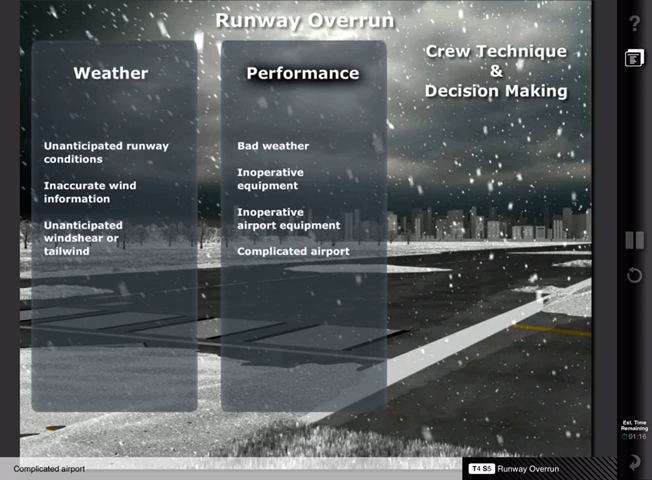 Runway Overrun
Weather
Unanticipated runway
conditions
Inaccurate wind
information
Unanticipated
windshear or
tailwind
Performance
Bad weather
Inoperative
equipment
Inoperative
airport equipment
Complicated airport
Crew Technique
&
Decision Making
?
Est. Time
Remaining
01:16
Complicated airport
T4 S5 Runway Overrun